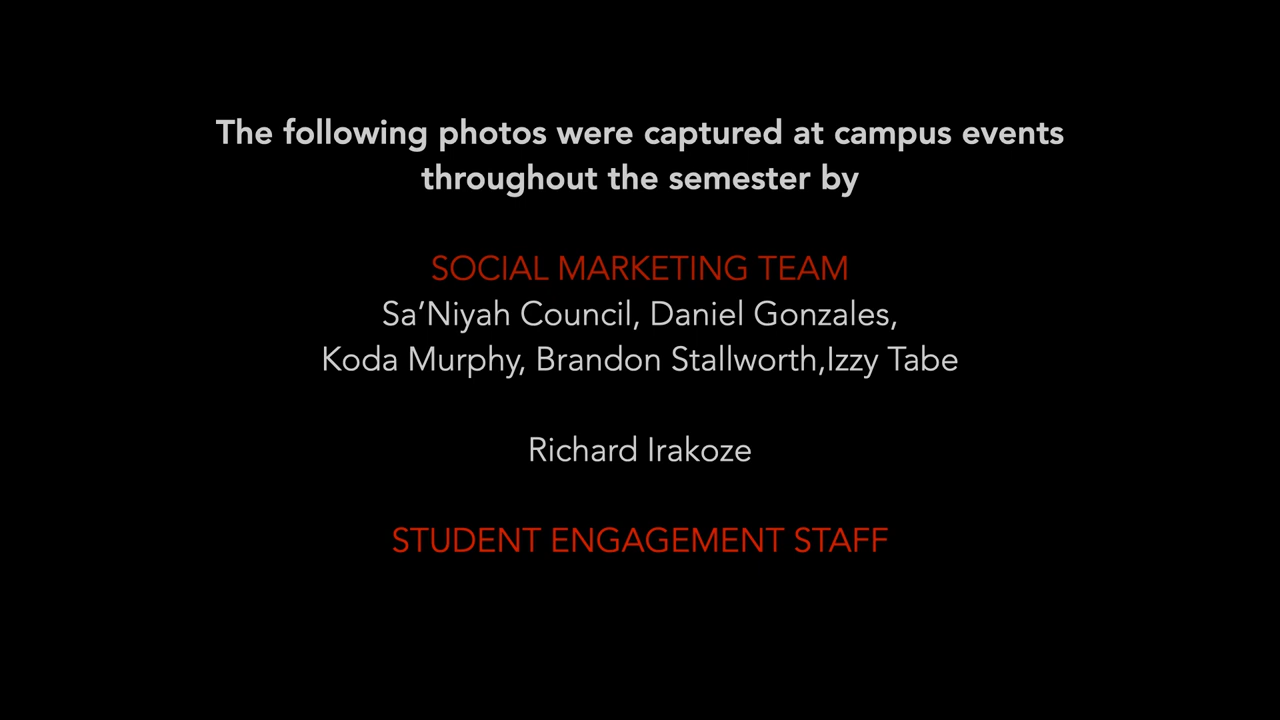 The following photos were captured at campus events
throughout the semester by
SOCIAL MARKETING TEAM
Sa’Niyah Council, Daniel Gonzales,
Koda Murphy, Brandon Stallworth,Izzy Tabe
Richard Irakoze
STUDENT ENGAGEMENT STAFF